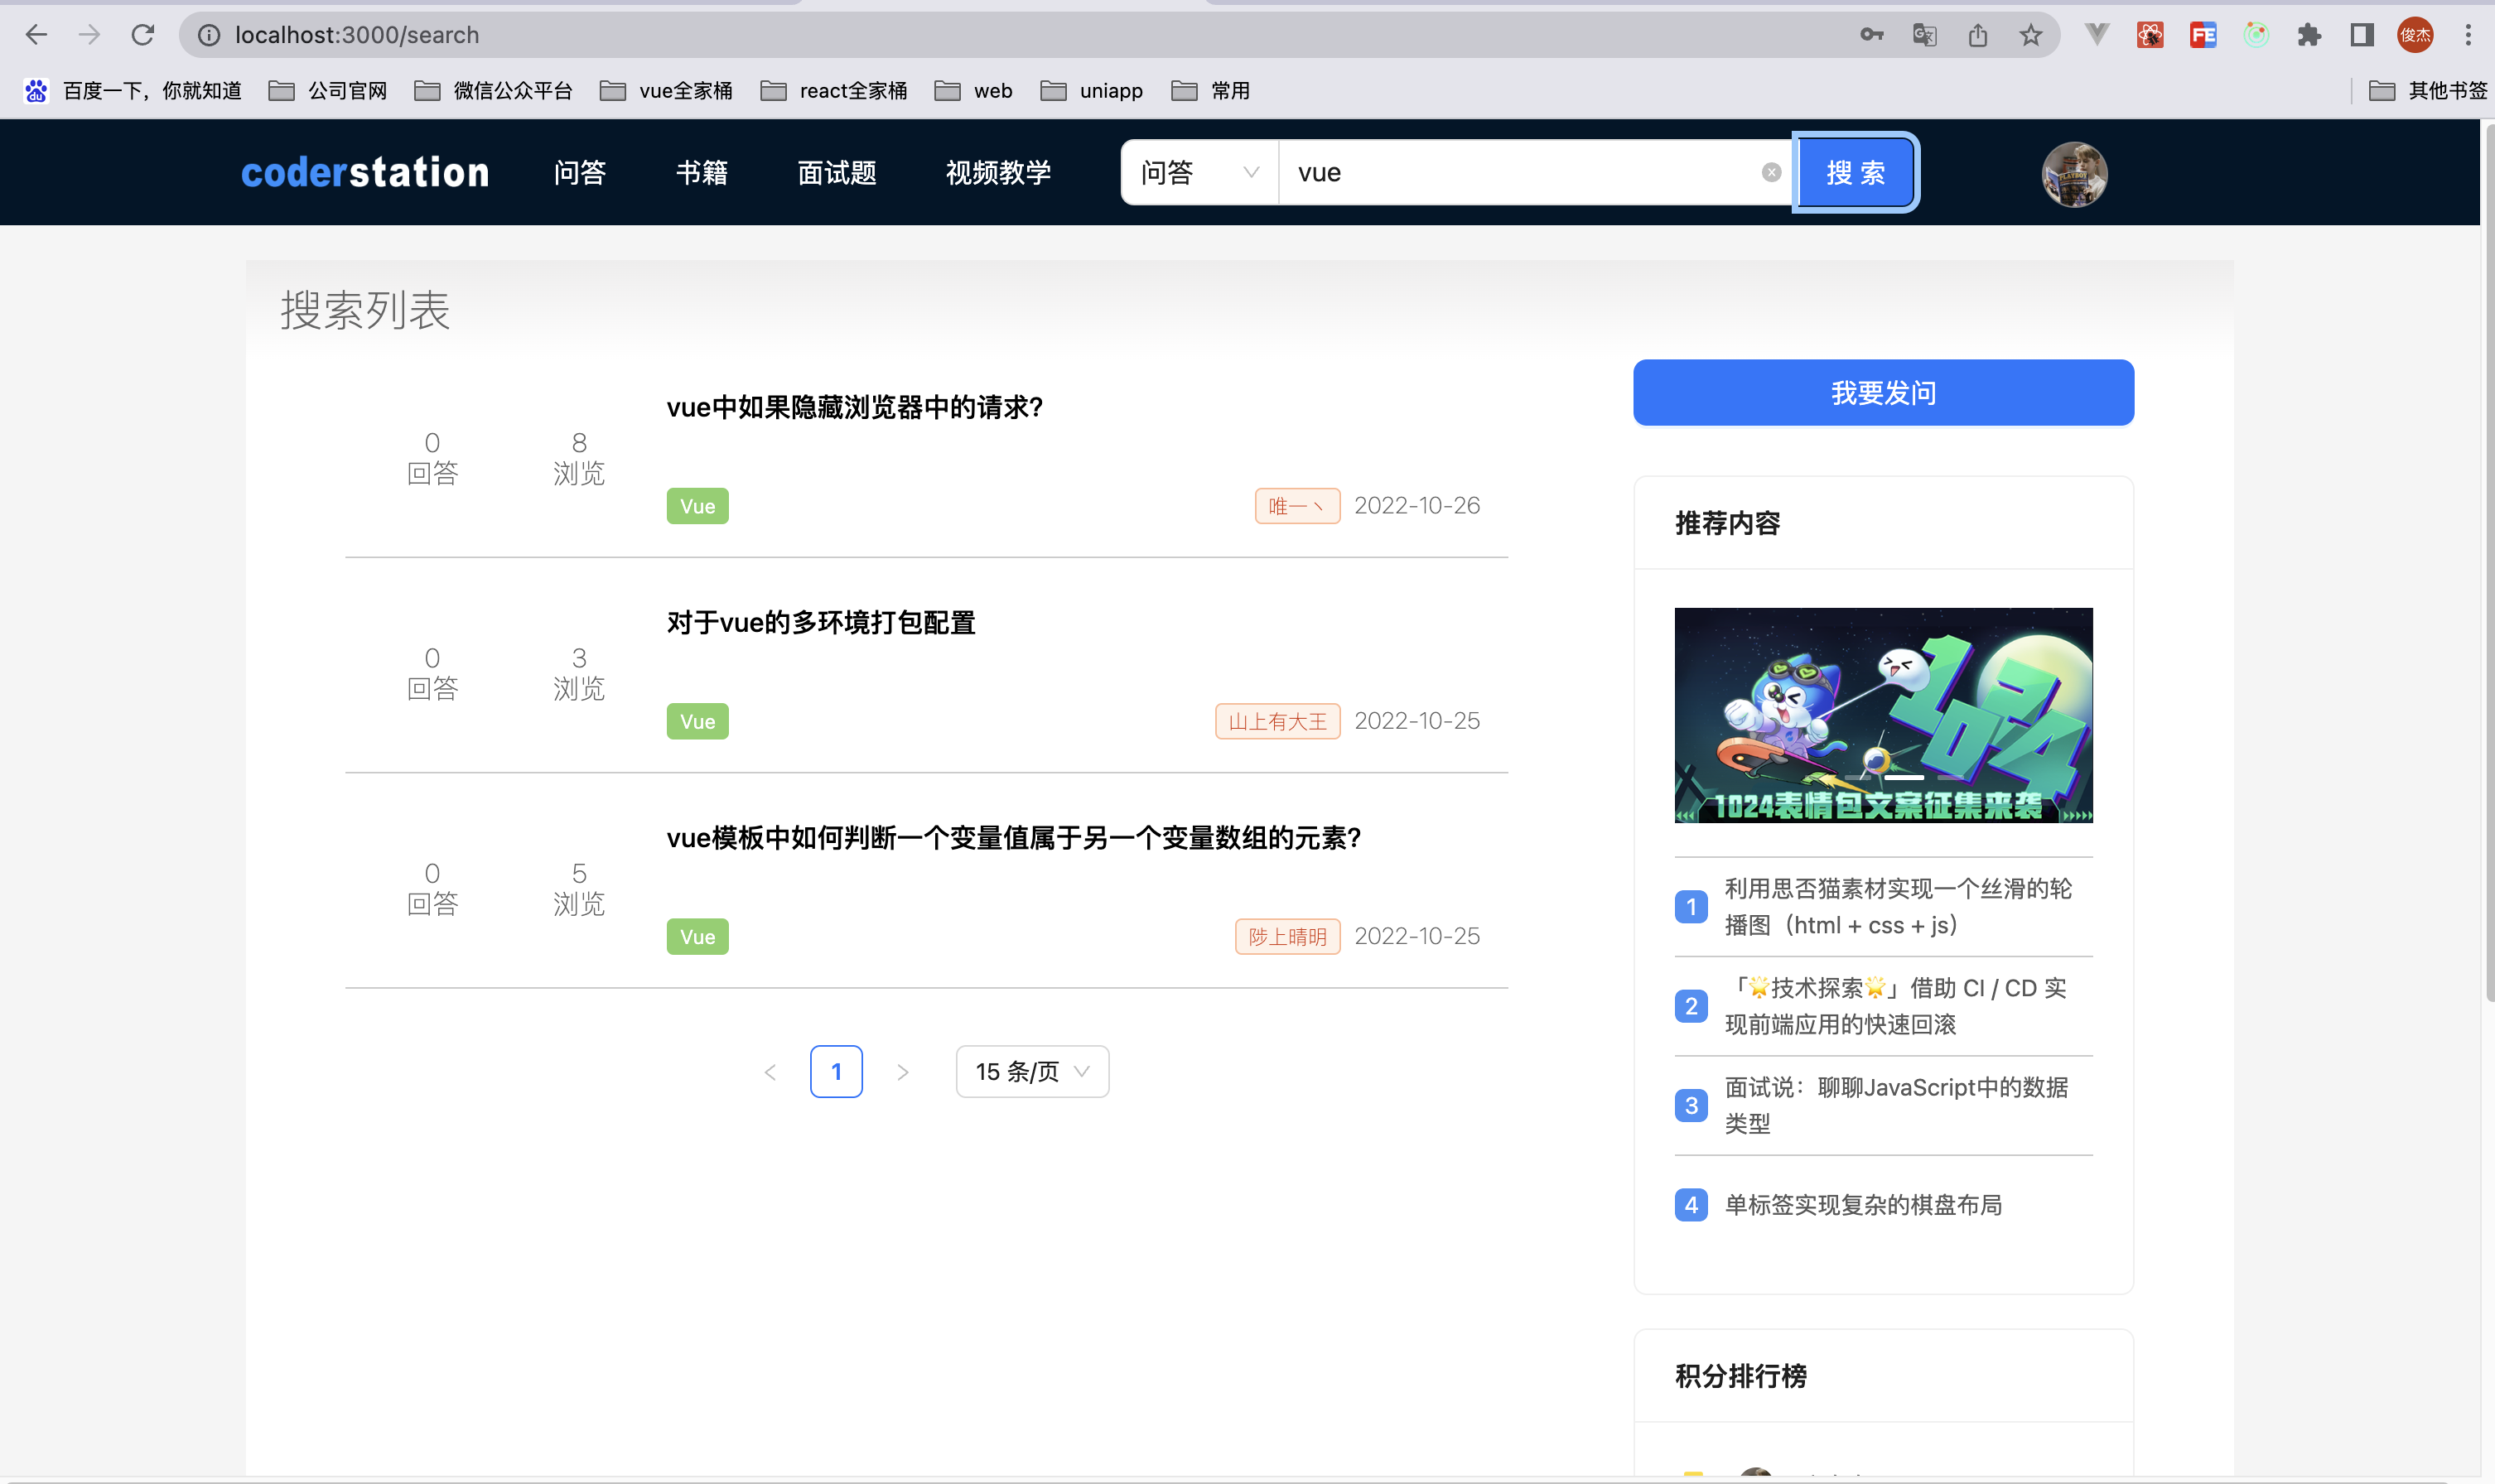 localhost:3000/search
俊杰
百度一下，你就知道 公司官网 微信公众平台 vue全家桶 react全家桶 web uniapp 常用 其他书签
coderstation 问答 书籍 面试题 视频教学 问答 vue 搜 索
搜索列表
vue中如果隐藏浏览器中的请求?
0 8
回答 浏览
Vue 唯一丶 2022-10-26
对于vue的多环境打包配置
0 3
回答 浏览
Vue 山上有大王 2022-10-25
vue模板中如何判断一个变量值属于另一个变量数组的元素?
0 5
回答 浏览
Vue 陟上晴明 2022-10-25
1 15 条/页
我要发问
推荐内容
1024
1024表情包文案征集来袭
1 利用思否猫素材实现一个丝滑的轮
播图（html + css + js）
2 「🌟技术探索🌟」借助 CI / CD 实
现前端应用的快速回滚
3 面试说：聊聊JavaScript中的数据
类型
4 单标签实现复杂的棋盘布局
积分排行榜